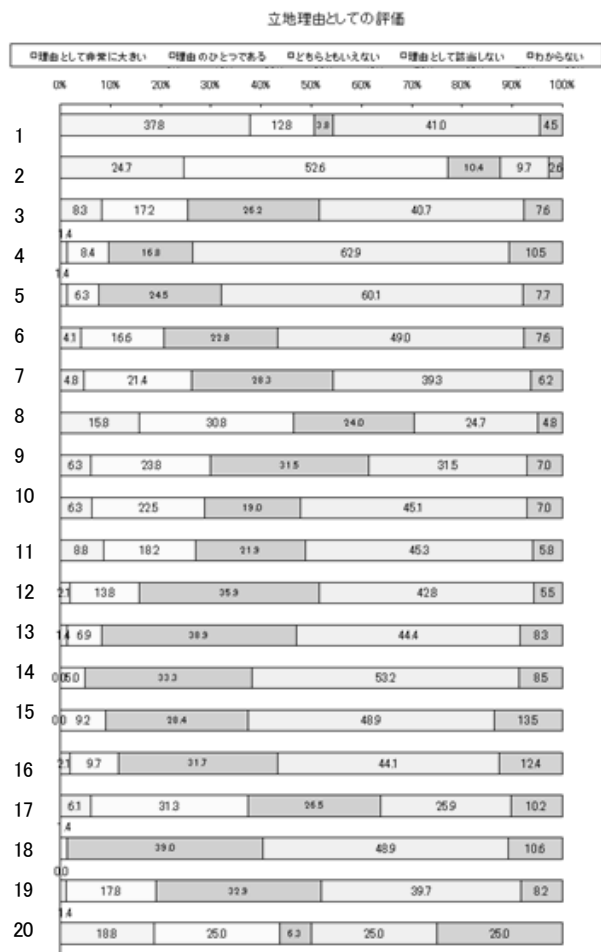 立地理由としての評価
□理由として非常に大きい □理由のひとつである □どちらともいえない □理由として該当しない □わからない
0% 10% 20% 30% 40% 50% 60% 70% 80% 90% 100%
1 37.8 12.8 3.8 41.0 4.5
2 24.7 52.6 10.4 9.7 2.6
3 8.3 17.2 26.2 40.7 7.6
1.4
4 8.4 16.8 62.9 10.5
1.4
5 6.3 24.5 60.1 7.7
6 4.1 16.6 22.8 49.0 7.6
7 4.8 21.4 28.3 39.3 6.2
8 15.8 30.8 24.0 24.7 4.8
9 6.3 23.8 31.5 31.5 7.0
10 6.3 22.5 19.0 45.1 7.0
11 8.8 18.2 21.9 45.3 5.8
12 2.1 13.8 35.9 42.8 5.5
13 1.4 6.9 38.9 44.4 8.3
14 0.0 5.0 33.3 53.2 8.5
15 0.0 9.2 28.4 48.9 13.5
16 2.1 9.7 31.7 44.1 12.4
17 6.1 31.3 26.5 25.9 10.2
1.4
18 39.0 48.9 10.6
0.0
19 17.8 32.9 39.7 8.2
1.4
20 18.8 25.0 6.3 25.0 25.0